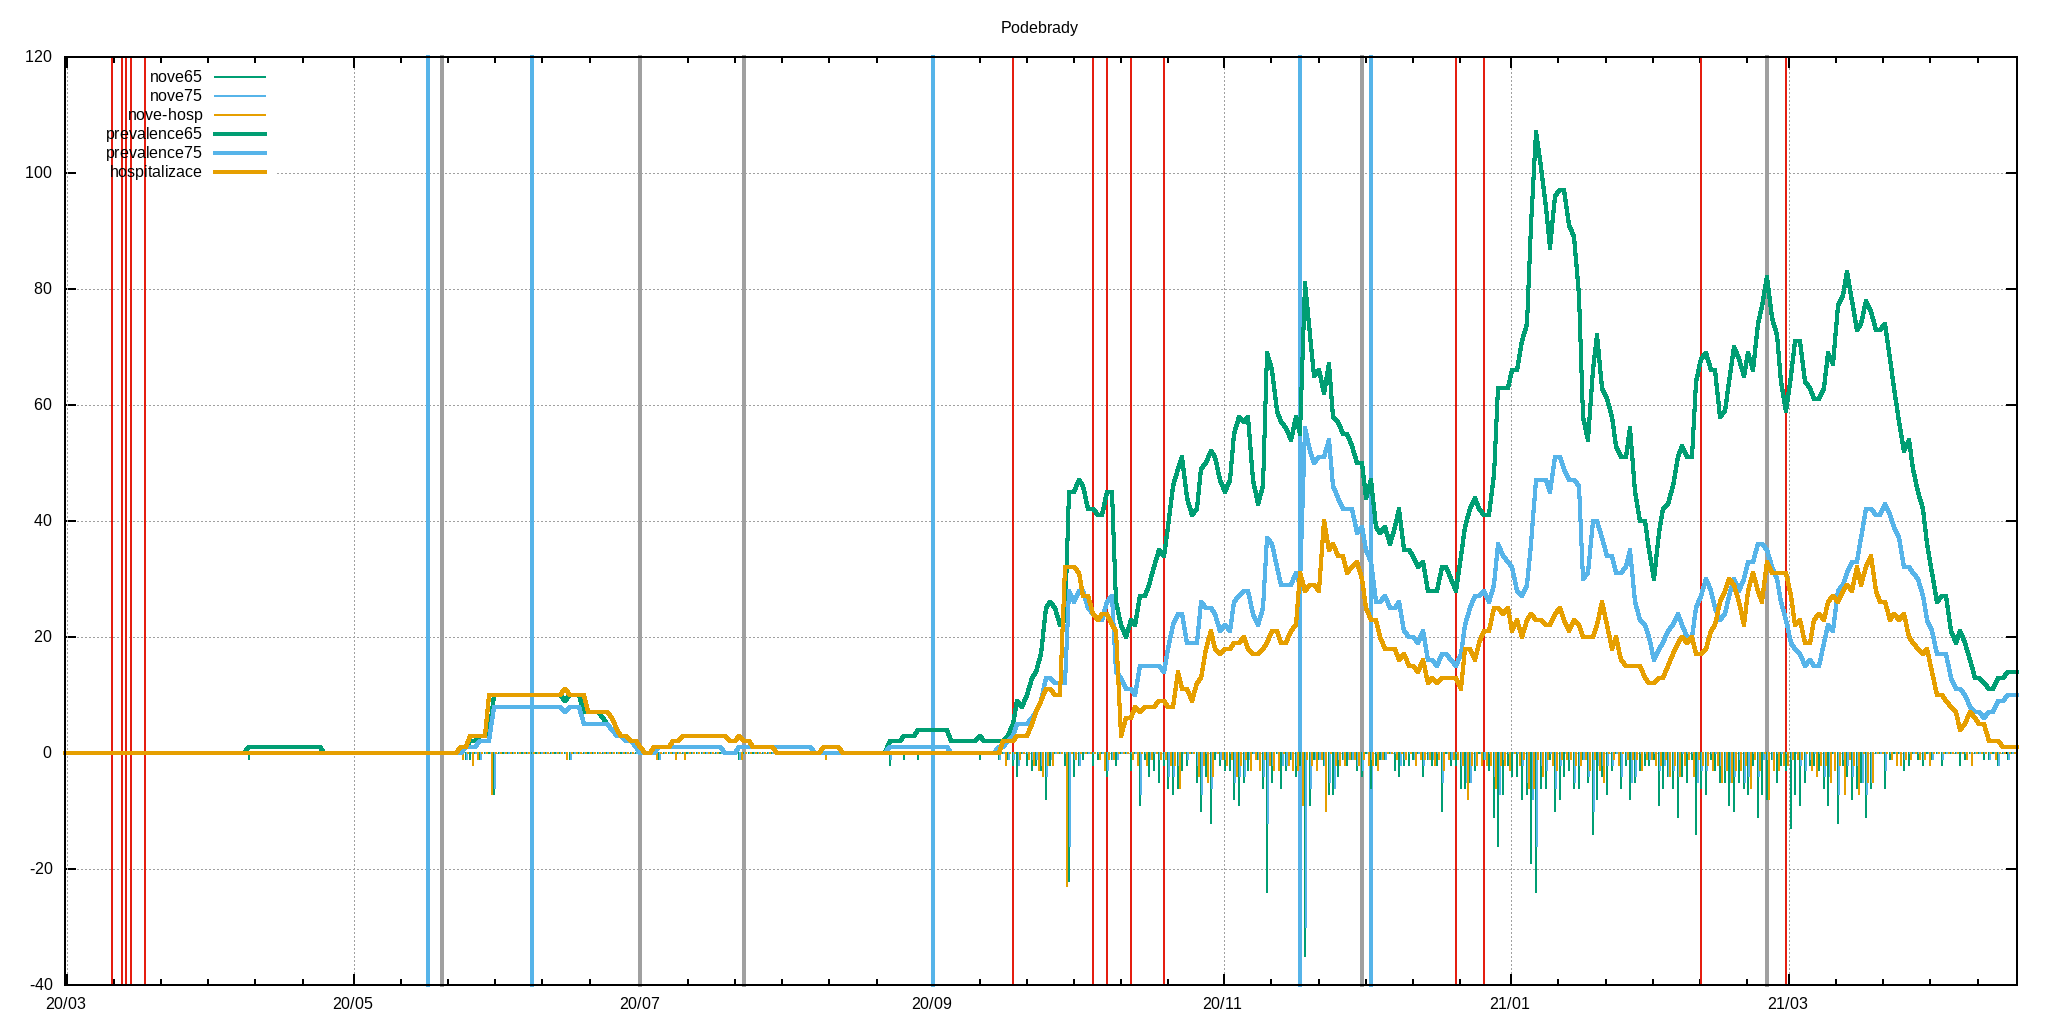 Podebrady
120
100
80
60
40
20
0
-20
-40
nove65
nove75
nove-hosp
prevalence65
prevalence75
hospitalizace
20/03 20/05 20/07 20/09 20/11 21/01 21/03